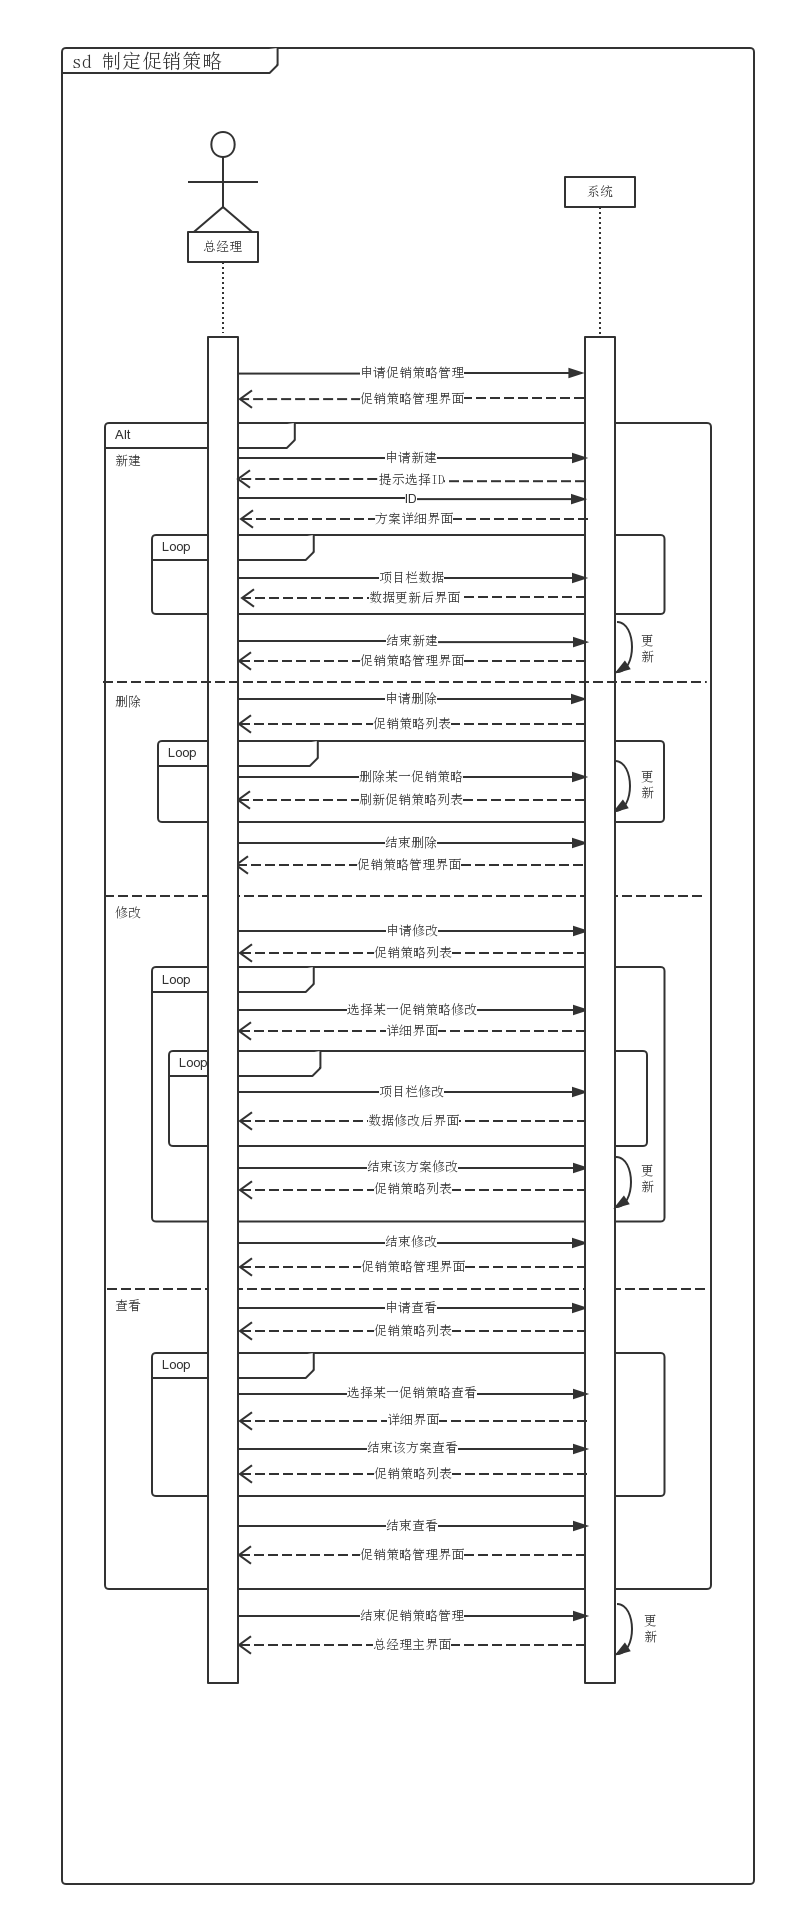 sd 制定促销策略
总经理
系统
申请促销策略管理
促销策略管理界面
Alt
新建
申请新建
提示选择ID
ID
方案详细界面
Loop
项目栏数据
数据更新后界面
更
新
结束新建
促销策略管理界面
删除
申请删除
促销策略列表
Loop
删除某一促销策略
更
新
刷新促销策略列表
结束删除
促销策略管理界面
修改
申请修改
促销策略列表
Loop
选择某一促销策略修改
详细界面
Loop
项目栏修改
数据修改后界面
结束该方案修改
更
新
促销策略列表
结束修改
促销策略管理界面
查看
申请查看
促销策略列表
Loop
选择某一促销策略查看
详细界面
结束该方案查看
促销策略列表
结束查看
促销策略管理界面
结束促销策略管理
更
新
总经理主界面